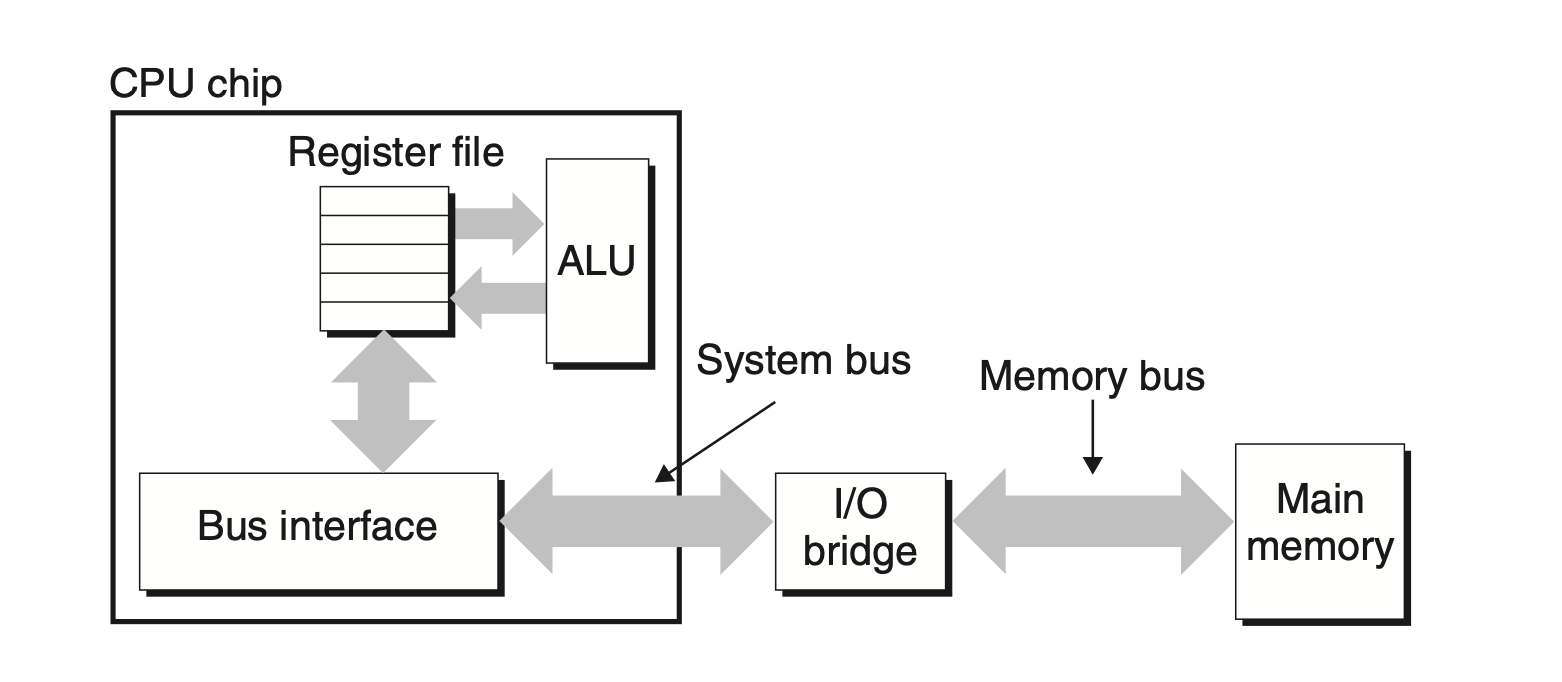 CPU chip
Register file
ALU
System bus
Memory bus
Bus interface
I/O
bridge
Main
memory